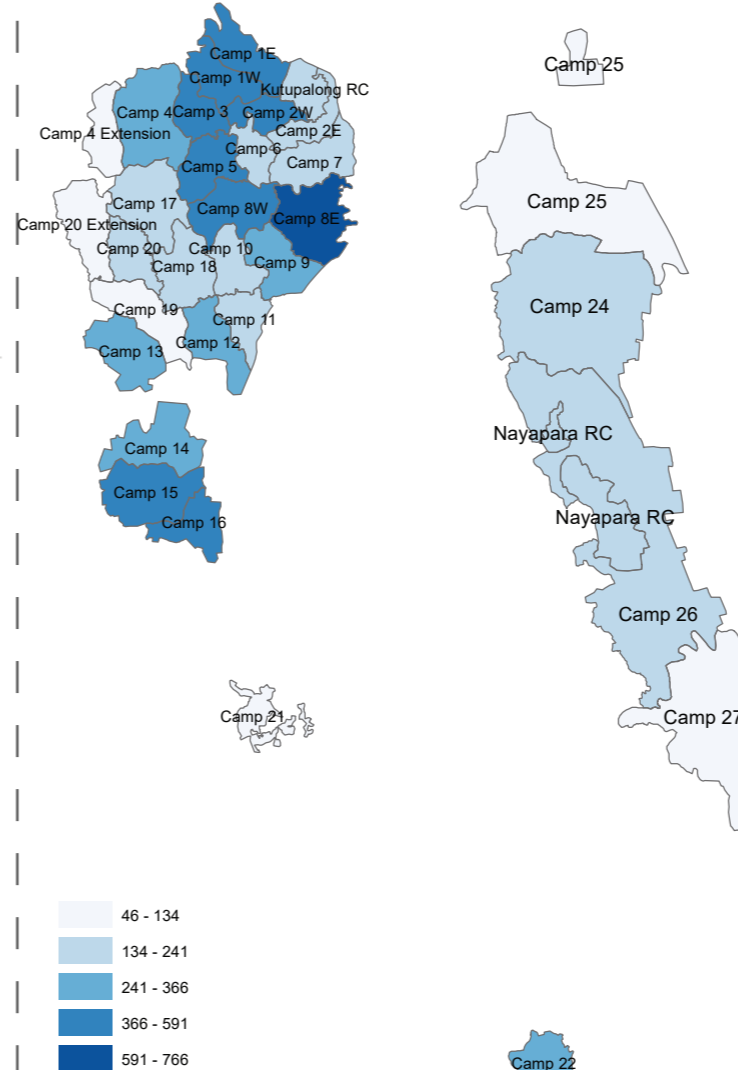 Camp 1E
Camp 1W
Kutupalong RC
Camp 4
Camp 3
Camp 2W
Camp 4 Extension
Camp 2E
Camp 6
Camp 5
Camp 7
Camp 17
Camp 8W
Camp 8E
Camp 20 Extension
Camp 20
Camp 10
Camp 18
Camp 9
Camp 19
Camp 11
Camp 12
Camp 13
Camp 14
Camp 15
Camp 16
Camp 21
Camp 25
Camp 25
Camp 24
Nayapara RC
Nayapara RC
Camp 26
Camp 27
Camp 22
46 - 134
134 - 241
241 - 366
366 - 591
591 - 766